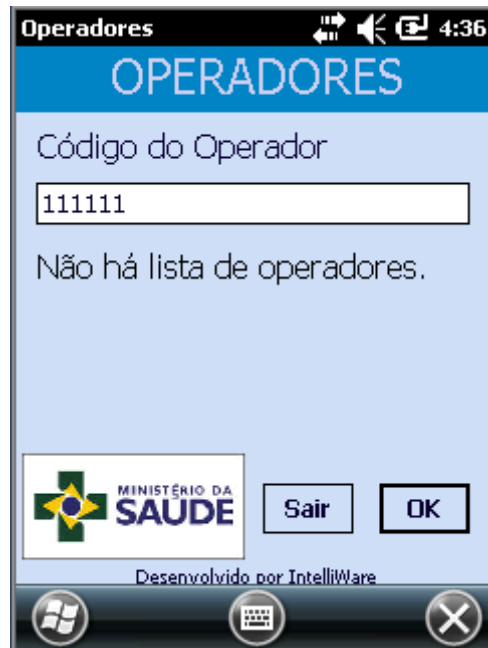 Operadores 4:36
OPERADORES
Código do Operador
111111
Não há lista de operadores.
MINISTÉRIO DA
SAÚDE
Sair OK
Desenvolvido por IntelliWare